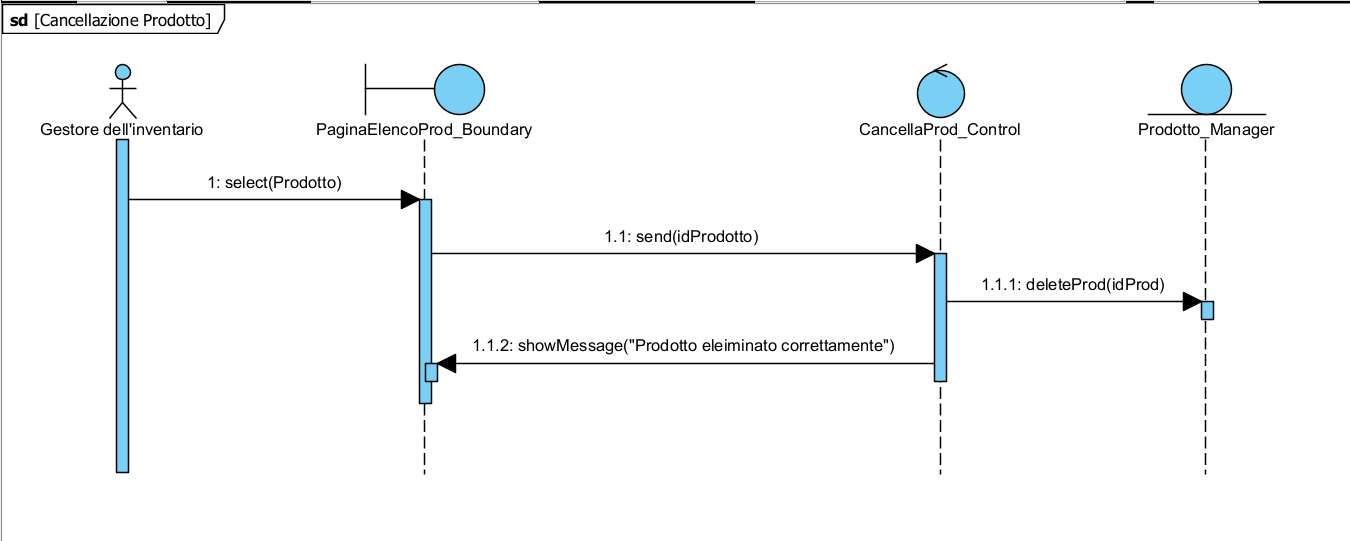 sd [Cancellazione Prodotto]
Gestore dell'inventario
PaginaElencoProd_Boundary
CancellaProd_Control
Prodotto_Manager
1: select(Prodotto)
1.1: send(idProdotto)
1.1.1: deleteProd(idProd)
1.1.2: showMessage("Prodotto eleiminato correttamente")